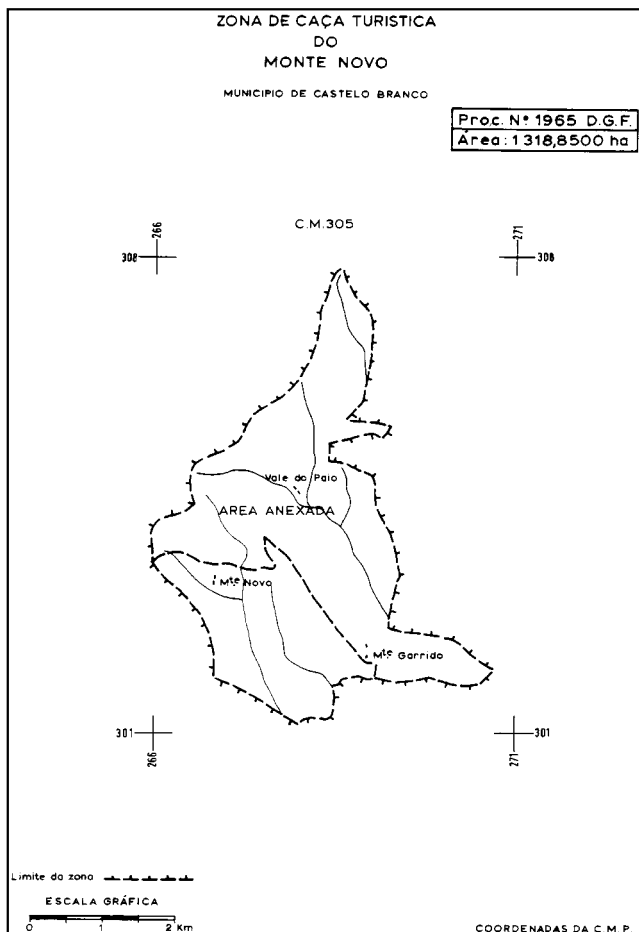 ZONA DE CAÇA TURISTICA
DO
MONTE NOVO
MUNICIPIO DE CASTELO BRANCO
Proc. Nº 1965 D.G.F.
Área: 1318,8500 ha
C.M.305
266
271
308
308
Vale do Paio
AREA ANEXADA
Mte Novo
Mte Garrido
301
301
266
271
Limite da zona
ESCALA GRÁFICA
0 1 2 Km
COORDENADAS DA C.M.P.